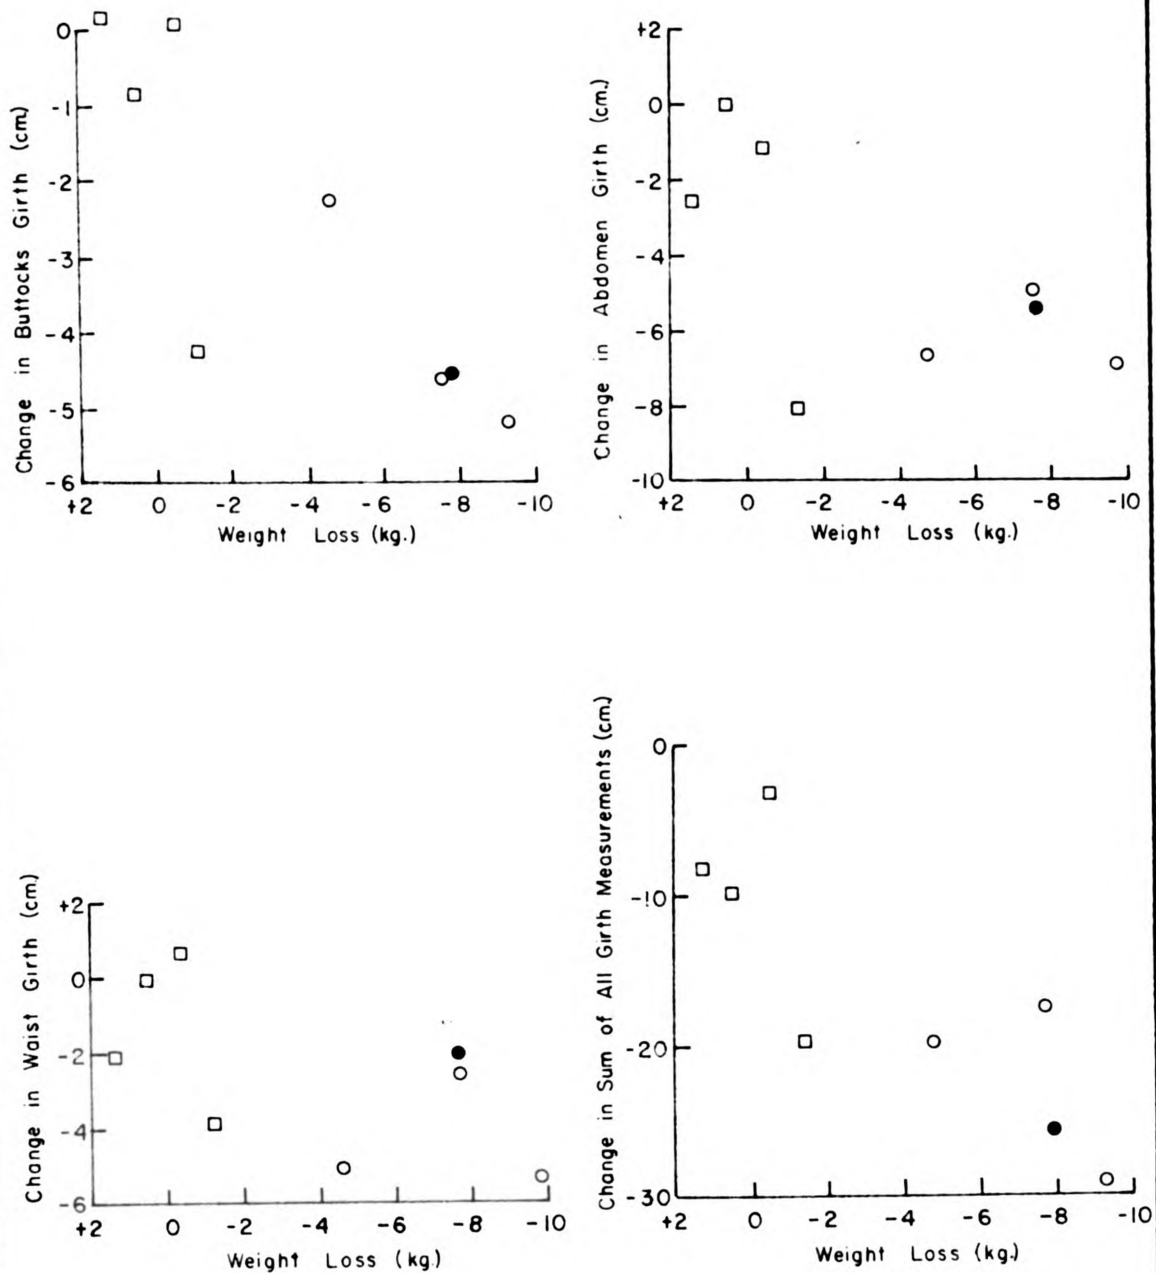 Change in Buttocks Girth (cm.)
0
-1
-2
-3
-4
-5
-6
+2 0 -2 -4 -6 -8 -10
Weight Loss (kg.)
Change in Abdomen Girth (cm.)
+2
0
-2
-4
-6
-8
-10
+2 0 -2 -4 -6 -8 -10
Weight Loss (kg.)
Change in Waist Girth (cm.)
+2
0
-2
-4
-6
+2 0 -2 -4 -6 -8 -10
Weight Loss (kg.)
Change in Sum of All Girth Measurements (cm.)
0
-10
-20
-30
+2 0 -2 -4 -6 -8 -10
Weight Loss (kg.)